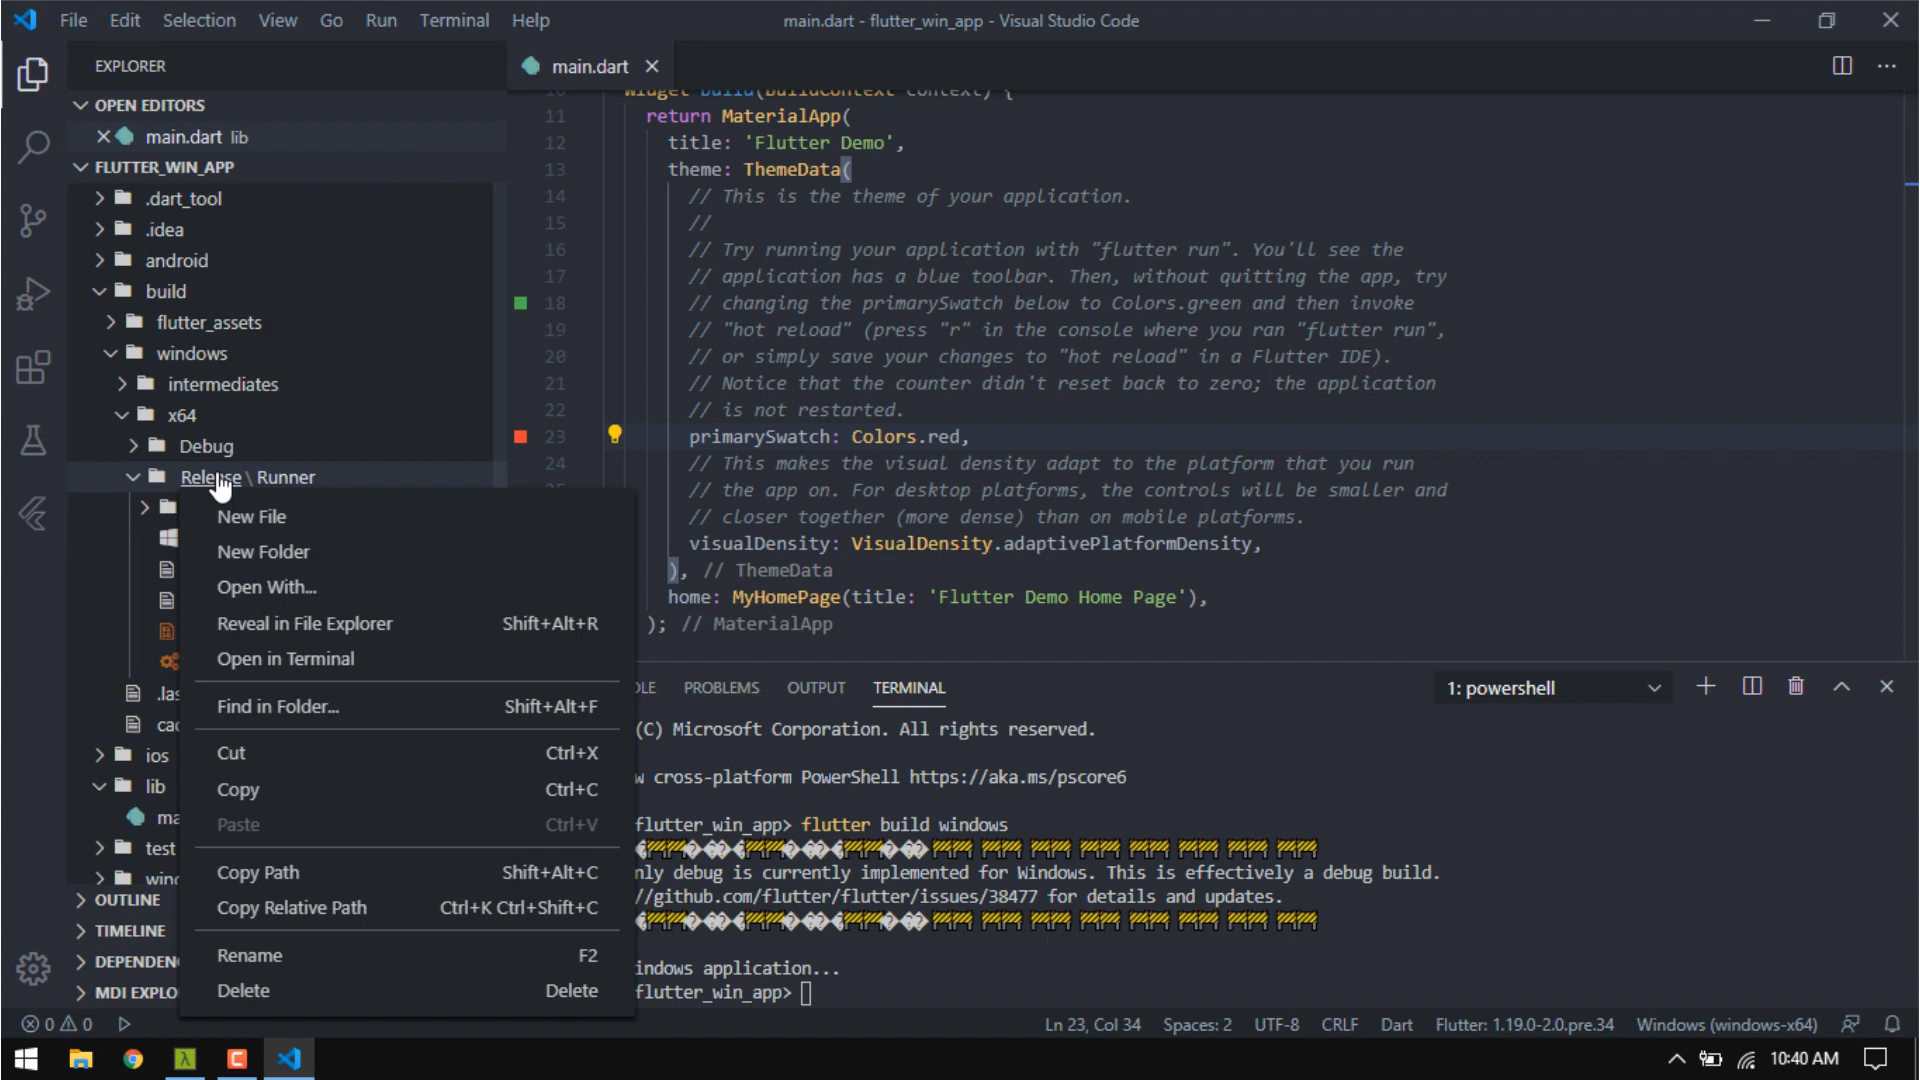 File Edit Selection View Go Run Terminal Help
main.dart - flutter_win_app - Visual Studio Code
EXPLORER
OPEN EDITORS
main.dart lib
FLUTTER_WIN_APP
.dart_tool
.idea
android
build
flutter_assets
windows
intermediates
x64
Debug
Release \ Runner
.las
cac
ios
lib
ma
test
wind
OUTLINE
TIMELINE
DEPENDEN
MDI EXPLO
New File
New Folder
Open With...
Reveal in File Explorer Shift+Alt+R
Open in Terminal
Find in Folder... Shift+Alt+F
Cut Ctrl+X
Copy Ctrl+C
Paste Ctrl+V
Copy Path Shift+Alt+C
Copy Relative Path Ctrl+K Ctrl+Shift+C
Rename F2
Delete Delete
main.dart
10 Widget build(BuildContext context) {
11 return MaterialApp(
12 title: 'Flutter Demo',
13 theme: ThemeData(
14 // This is the theme of your application.
15 //
16 // Try running your application with "flutter run". You'll see the
17 // application has a blue toolbar. Then, without quitting the app, try
18 // changing the primarySwatch below to Colors.green and then invoke
19 // "hot reload" (press "r" in the console where you ran "flutter run",
20 // or simply save your changes to "hot reload" in a Flutter IDE).
21 // Notice that the counter didn't reset back to zero; the application
22 // is not restarted.
23 primarySwatch: Colors.red,
24 // This makes the visual density adapt to the platform that you run
// the app on. For desktop platforms, the controls will be smaller and
// closer together (more dense) than on mobile platforms.
visualDensity: VisualDensity.adaptivePlatformDensity,
), // ThemeData
home: MyHomePage(title: 'Flutter Demo Home Page'),
); // MaterialApp
OLE PROBLEMS OUTPUT TERMINAL 1: powershell
(C) Microsoft Corporation. All rights reserved.
w cross-platform PowerShell https://aka.ms/pscore6
flutter_win_app> flutter build windows
nly debug is currently implemented for Windows. This is effectively a debug build.
//github.com/flutter/flutter/issues/38477 for details and updates.
indows application...
flutter_win_app>
0 0 Ln 23, Col 34 Spaces: 2 UTF-8 CRLF Dart Flutter: 1.19.0-2.0.pre.34 Windows (windows-x64)
10:40 AM